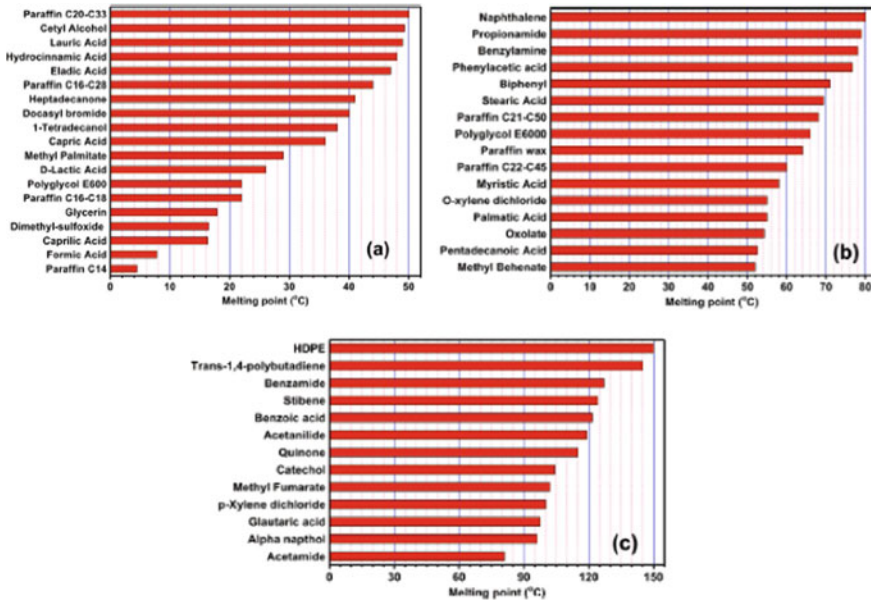 Paraffin C20-C33
Cetyl Alcohol
Lauric Acid
Hydrocinnamic Acid
Eladic Acid
Paraffin C16-C28
Heptadecanone
Docasyl bromide
1-Tetradecanol
Capric Acid
Methyl Palmitate
D-Lactic Acid
Polyglycol E600
Paraffin C16-C18
Glycerin
Dimethyl-sulfoxide
Caprilic Acid
Formic Acid
Paraffin C14
(a)
0 10 20 30 40 50
Melting point (°C)
Naphthalene
Propionamide
Benzylamine
Phenylacetic acid
Biphenyl
Stearic Acid
Paraffin C21-C50
Polyglycol E6000
Paraffin wax
Paraffin C22-C45
Myristic Acid
O-xylene dichloride
Palmatic Acid
Oxolate
Pentadecanoic Acid
Methyl Behenate
(b)
0 10 20 30 40 50 60 70 80
Melting point (°C)
HDPE
Trans-1,4-polybutadiene
Benzamide
Stibene
Benzoic acid
Acetanilide
Quinone
Catechol
Methyl Fumarate
p-Xylene dichloride
Glautaric acid
Alpha napthol
Acetamide
(c)
0 30 60 90 120 150
Melting point (°C)